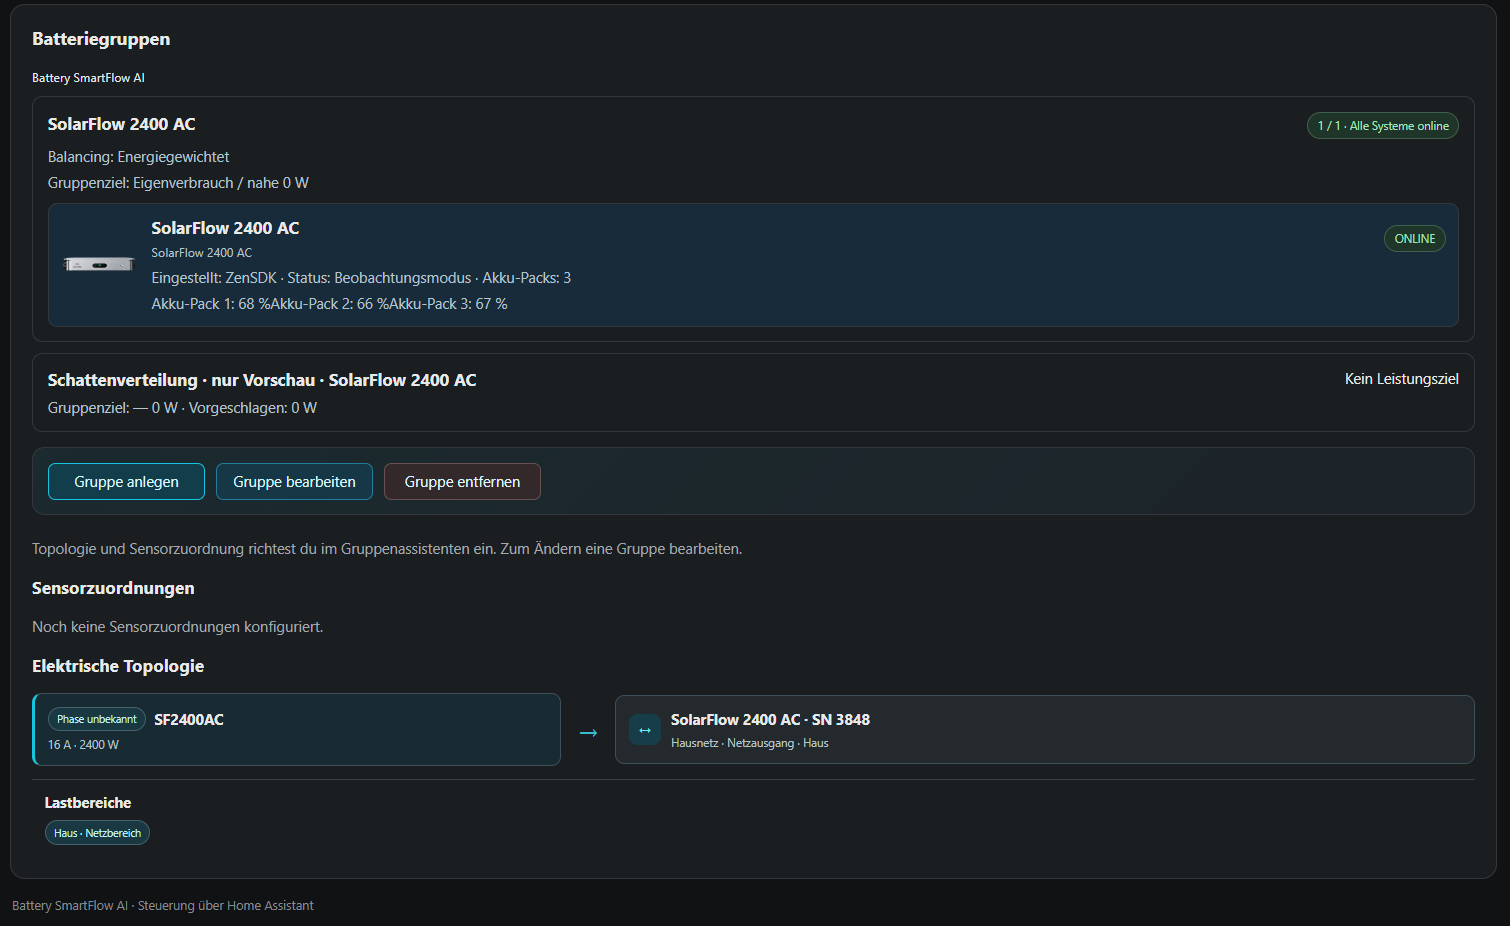 Batteriegruppen
Battery SmartFlow AI
SolarFlow 2400 AC
1 / 1 · Alle Systeme online
Balancing: Energiegewichtet
Gruppenziel: Eigenverbrauch / nahe 0 W
SolarFlow 2400 AC
ONLINE
SolarFlow 2400 AC
Eingestellt: ZenSDK · Status: Beobachtungsmodus · Akku-Packs: 3
Akku-Pack 1: 68 %Akku-Pack 2: 66 %Akku-Pack 3: 67 %
Schattenverteilung · nur Vorschau · SolarFlow 2400 AC
Kein Leistungsziel
Gruppenziel: — 0 W · Vorgeschlagen: 0 W
Gruppe anlegen
Gruppe bearbeiten
Gruppe entfernen
Topologie und Sensorzuordnung richtest du im Gruppenassistenten ein. Zum Ändern eine Gruppe bearbeiten.
Sensorzuordnungen
Noch keine Sensorzuordnungen konfiguriert.
Elektrische Topologie
Phase unbekannt SF2400AC
16 A · 2400 W
→
↔
SolarFlow 2400 AC · SN 3848
Hausnetz · Netzausgang · Haus
Lastbereiche
Haus · Netzbereich
Battery SmartFlow AI · Steuerung über Home Assistant